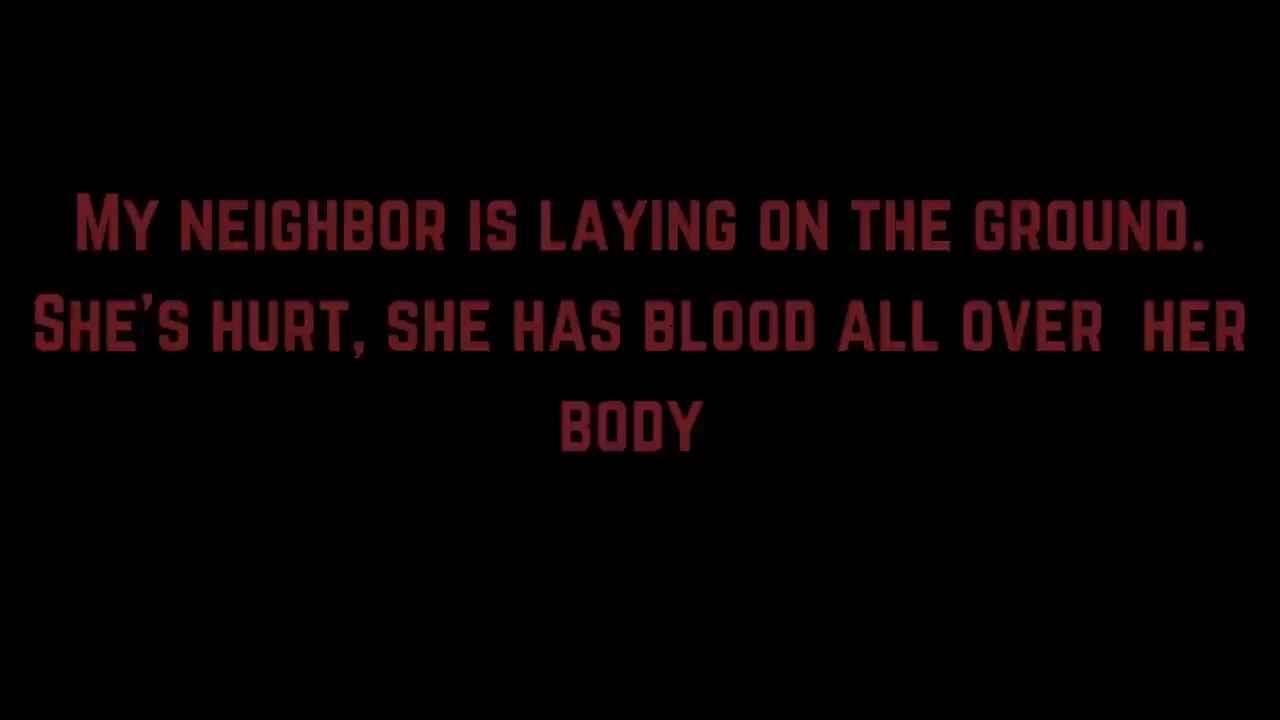 My neighbor is laying on the ground.
She's hurt, she has blood all over  her
body